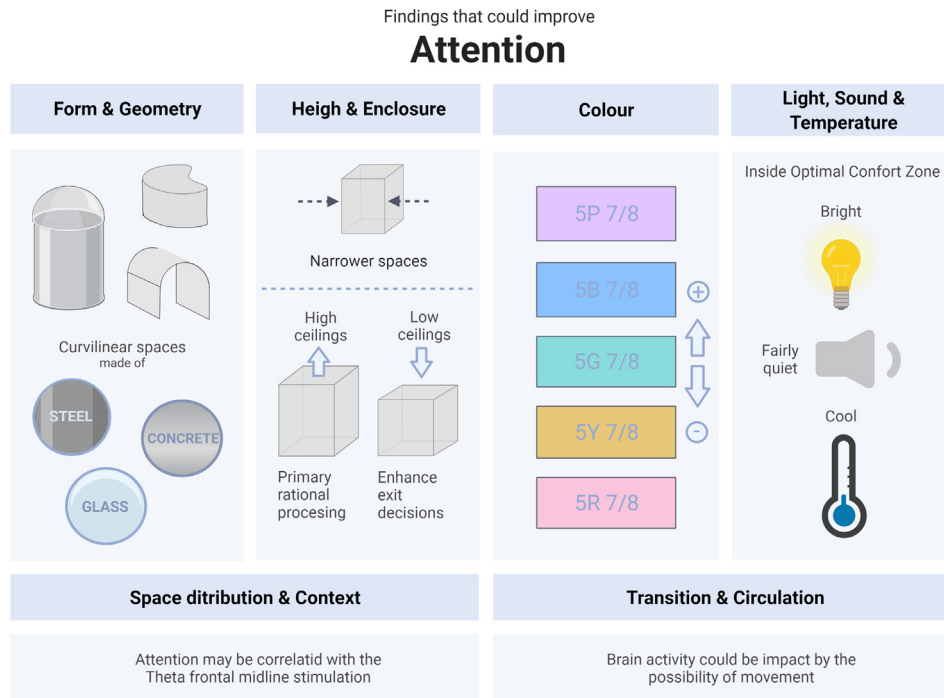 Findings that could improve
Attention
Form & Geometry
Heigh & Enclosure
Colour
Light, Sound &
Temperature
Curvilinear spaces
made of
STEEL
CONCRETE
GLASS
Narrower spaces
High
ceilings
Low
ceilings
Primary
rational
procesing
Enhance
exit
decisions
5P 7/8
5B 7/8
5G 7/8
5Y 7/8
5R 7/8
+
-
Inside Optimal Confort Zone
Bright
Fairly
quiet
Cool
Space ditribution & Context
Attention may be correlatid with the
Theta frontal midline stimulation
Transition & Circulation
Brain activity could be impact by the
possibility of movement